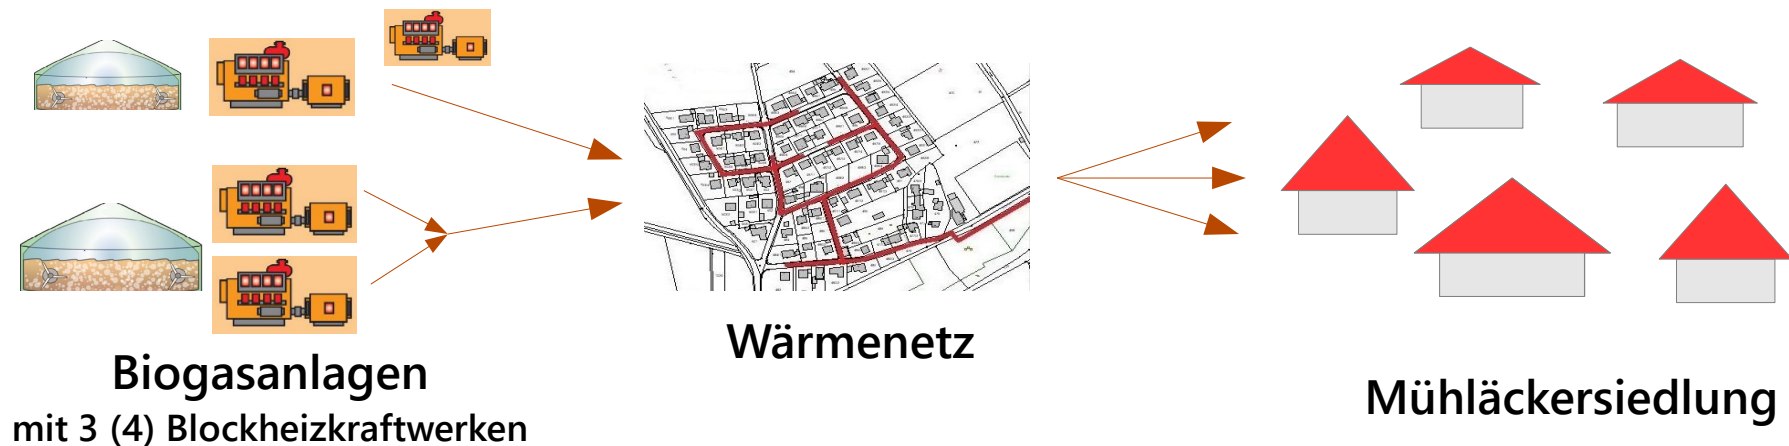 Biogasanlagen
mit 3 (4) Blockheizkraftwerken
Wärmenetz
Mühläckersiedlung